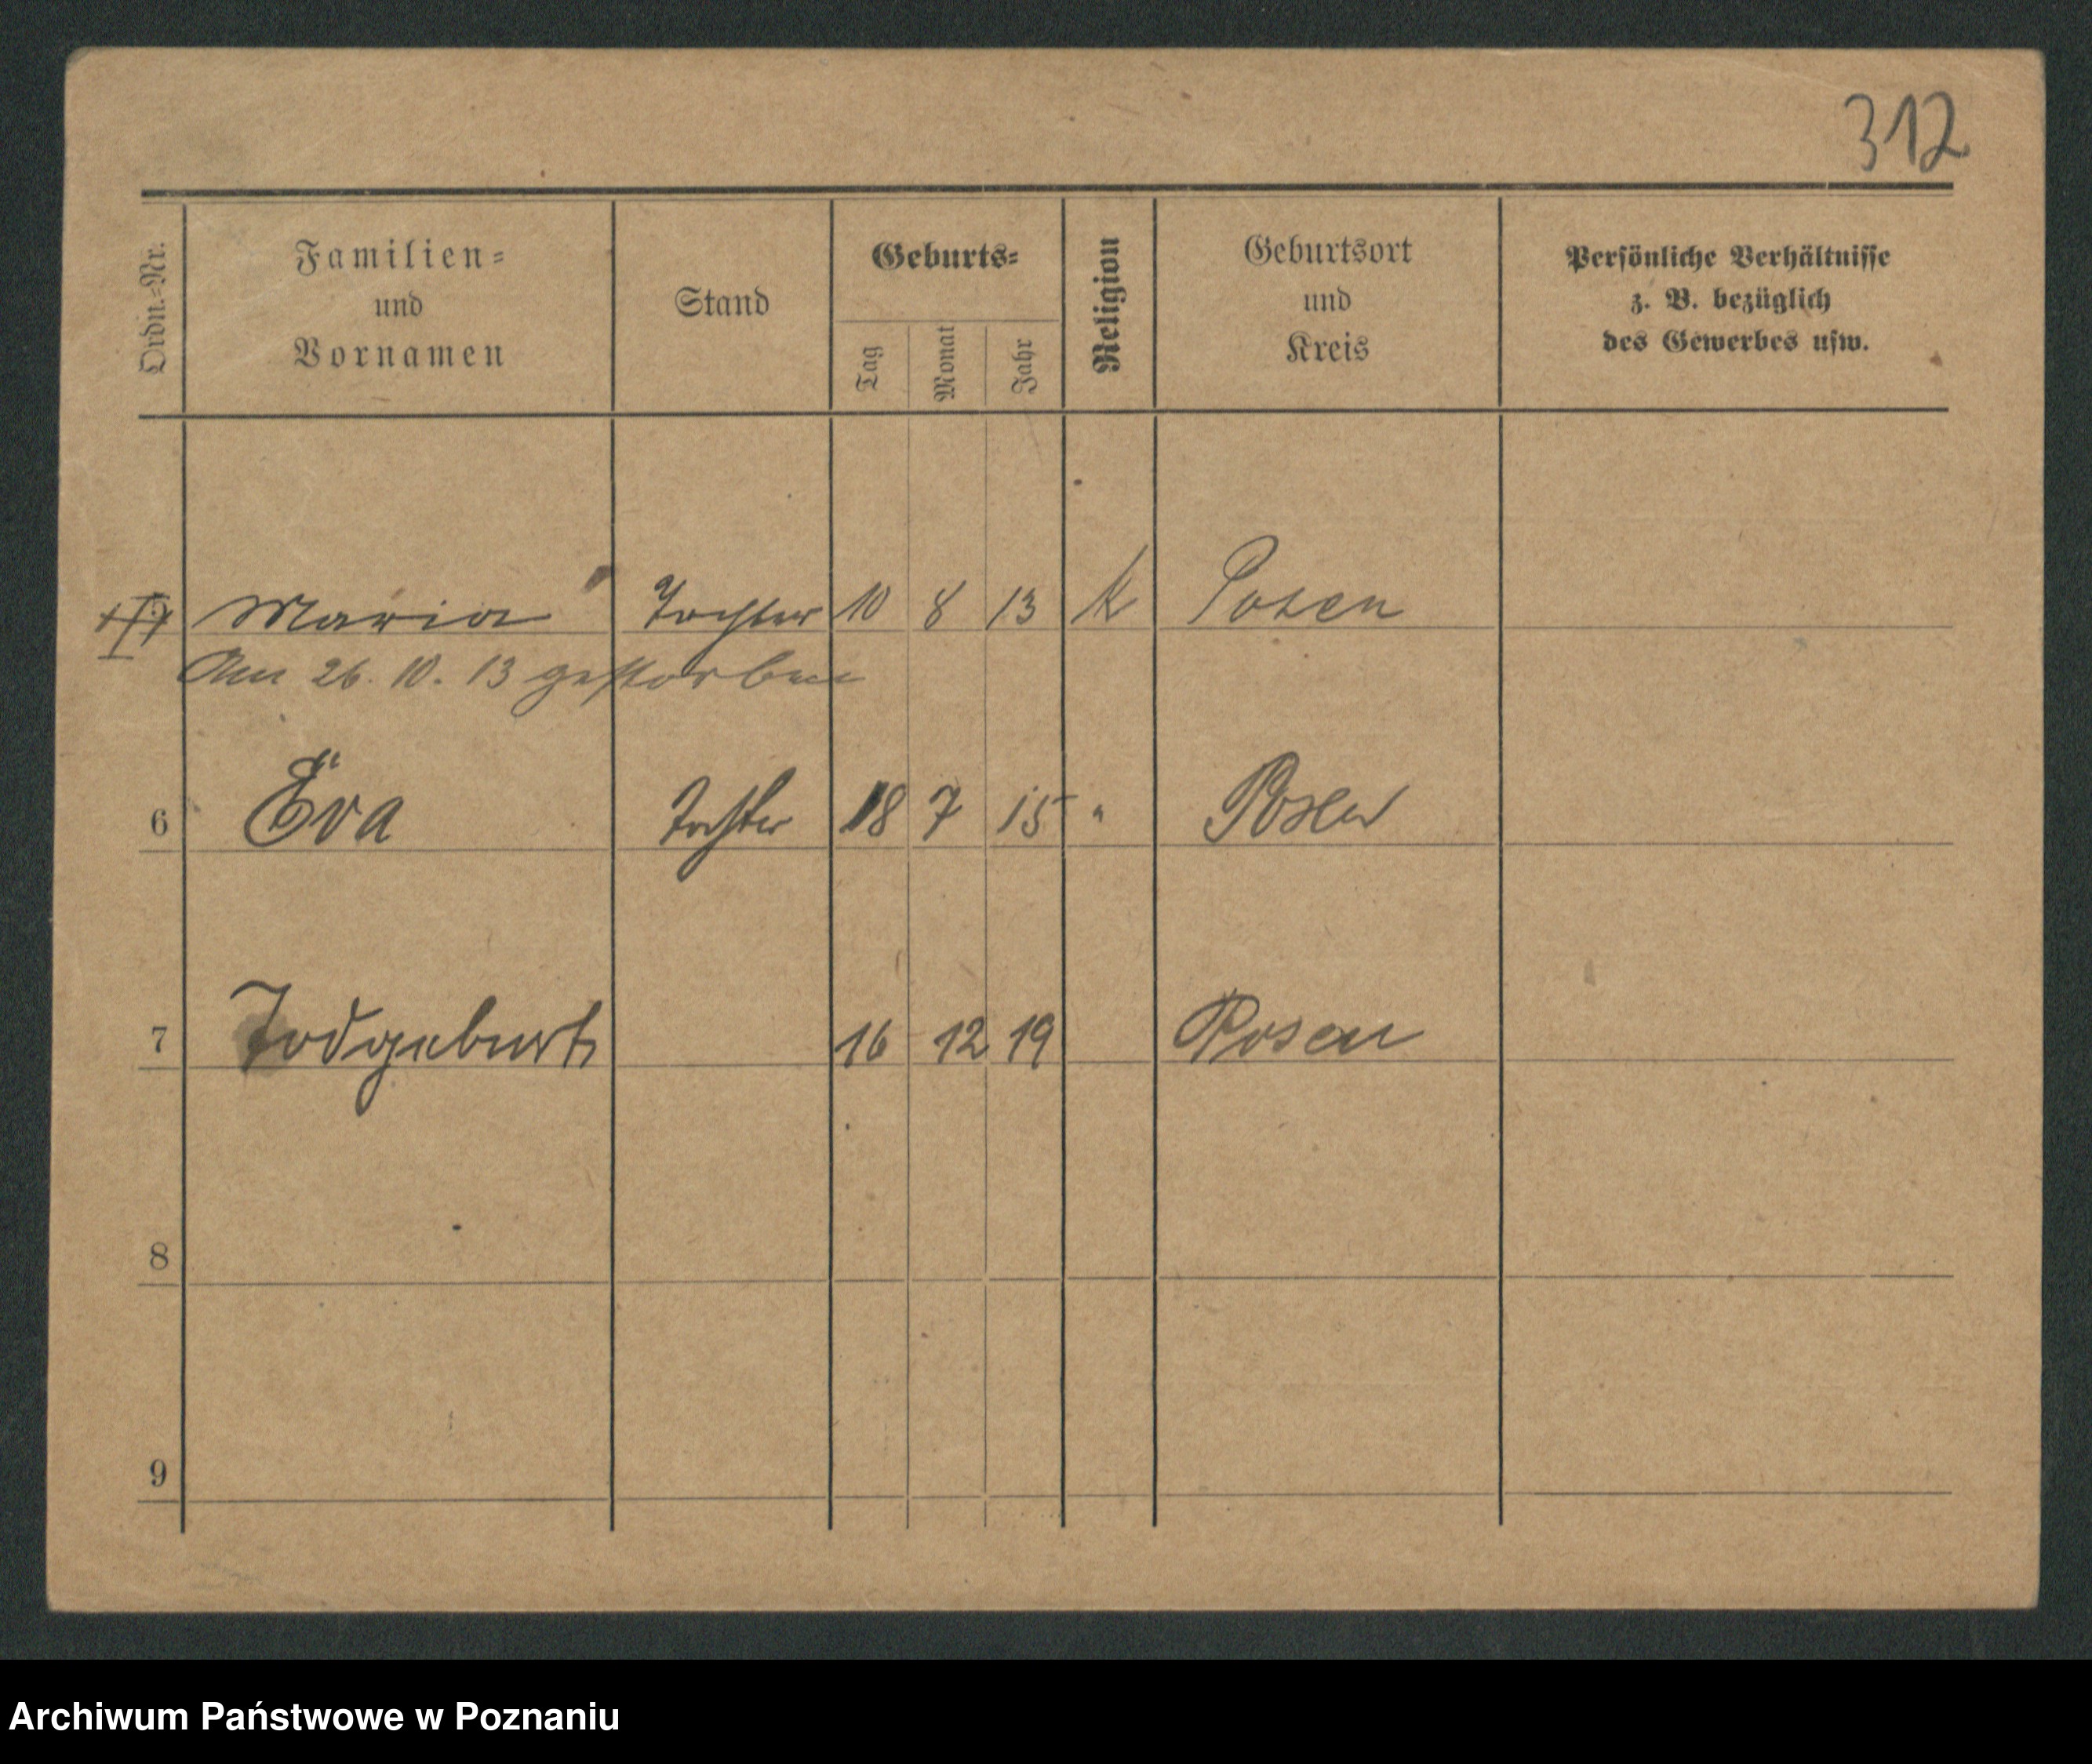 312
Ordn.-Nr.
Familien-
und
Vornamen
Stand
Geburts-
Tag
Monat
Jahr
Religion
Geburtsort
und
Kreis
Persönliche Verhältnisse
z. B. bezüglich
des Gewerbes usw.
Maria Tochter 10 8 13 K Posen
Am 26. 10. 13 gestorben
6 Eva Tochter 18 7 15 " Posen
7 Todgeburt 16 12 19 Posen
8
9
Archiwum Państwowe w Poznaniu